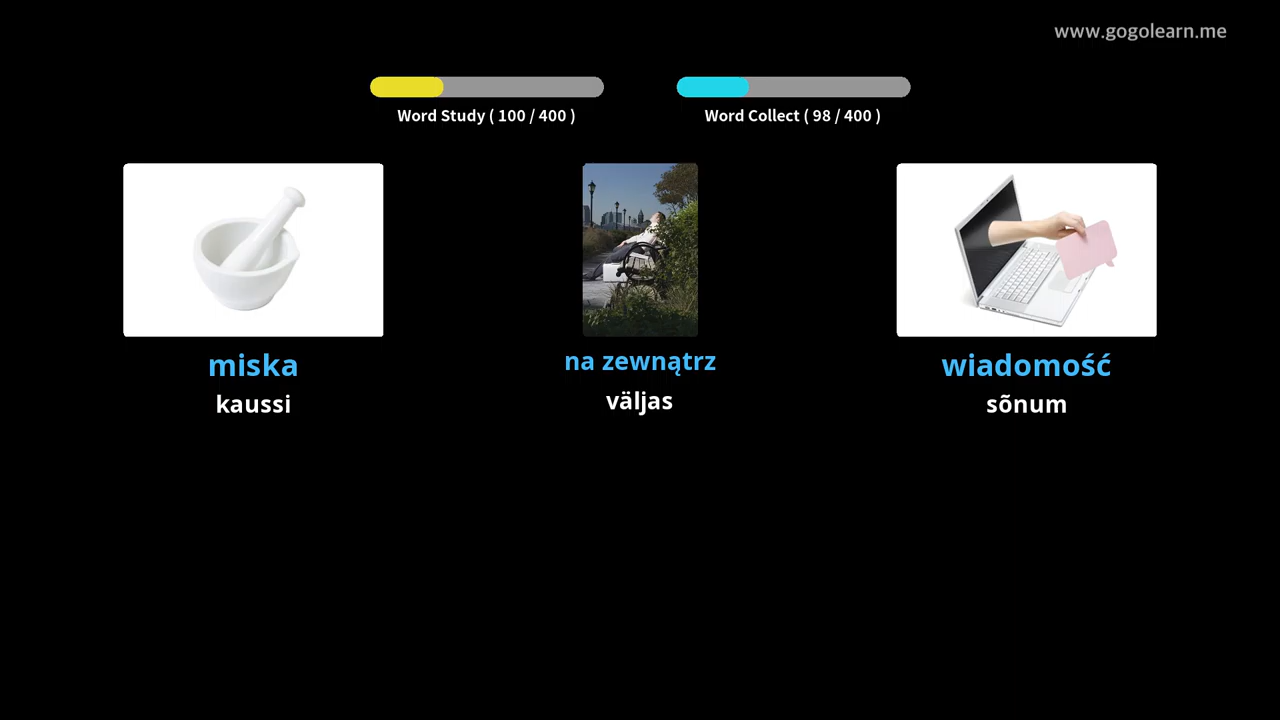 www.gogolearn.me
Word Study ( 100 / 400 )
Word Collect ( 98 / 400 )
miska
kaussi
na zewnątrz
väljas
wiadomość
sõnum